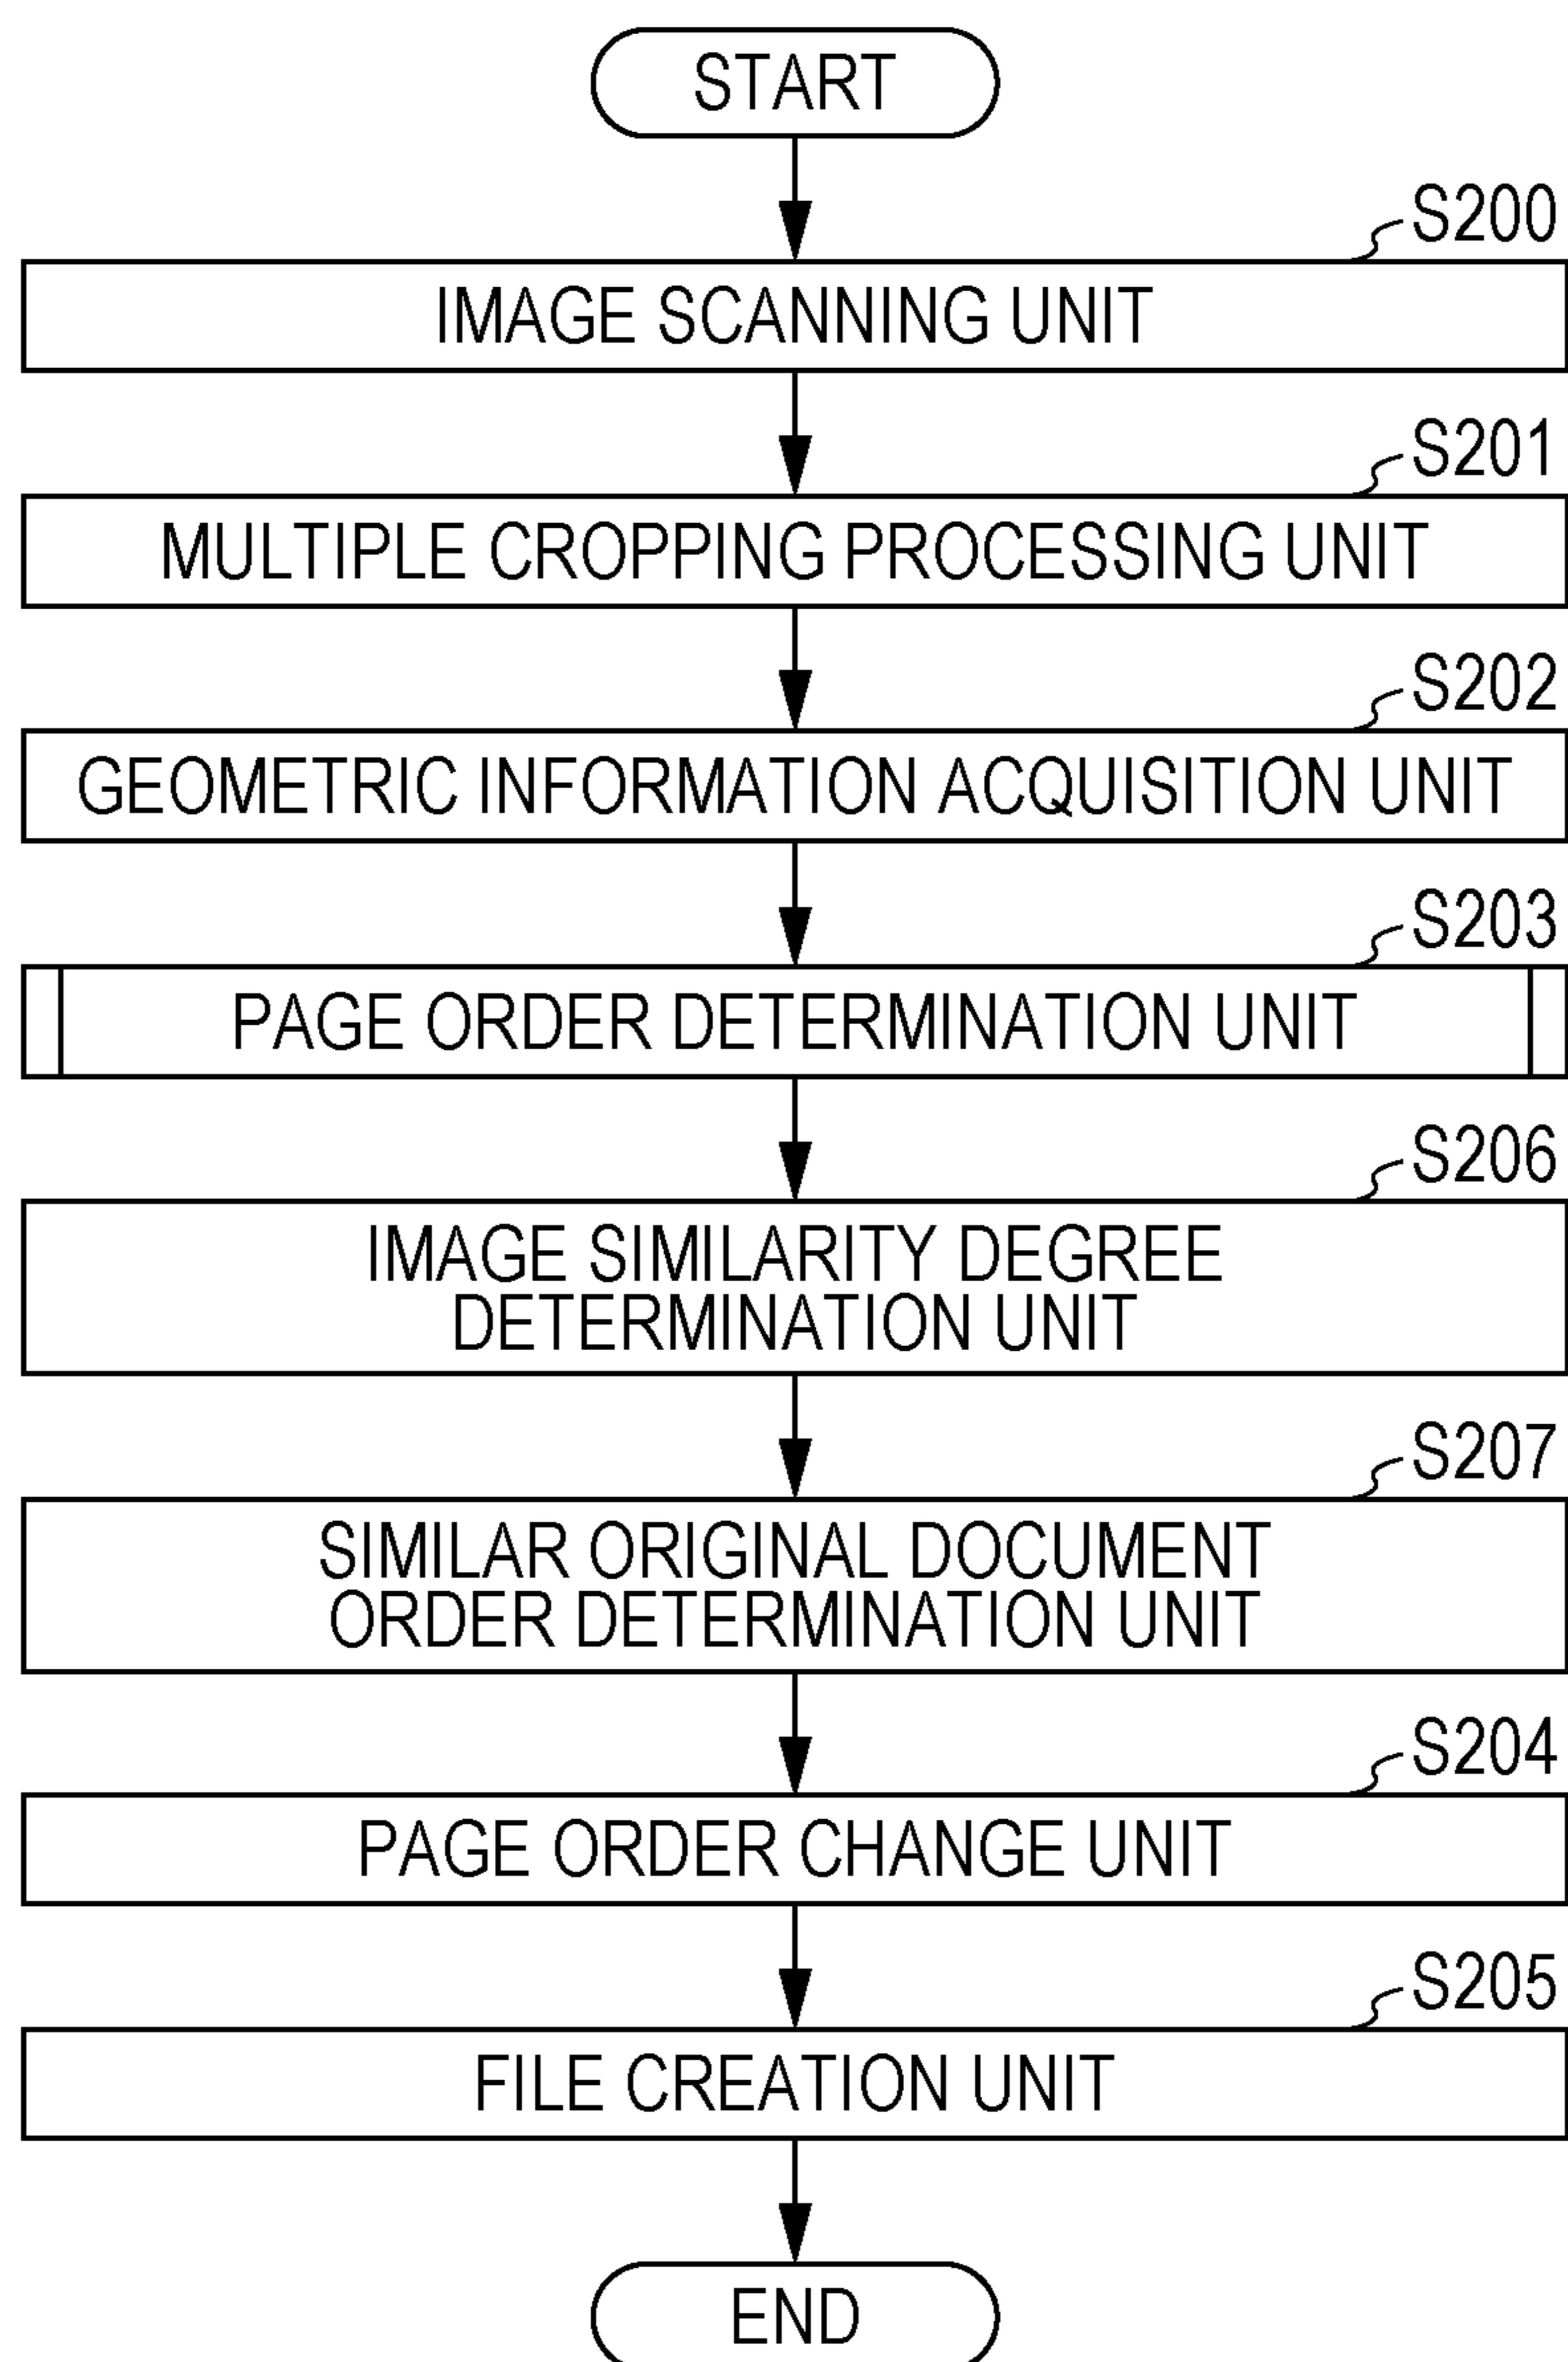 START
S200
IMAGE SCANNING UNIT
S201
MULTIPLE CROPPING PROCESSING UNIT
S202
GEOMETRIC INFORMATION ACQUISITION UNIT
S203
PAGE ORDER DETERMINATION UNIT
S206
IMAGE SIMILARITY DEGREE
DETERMINATION UNIT
S207
SIMILAR ORIGINAL DOCUMENT
ORDER DETERMINATION UNIT
S204
PAGE ORDER CHANGE UNIT
S205
FILE CREATION UNIT
END